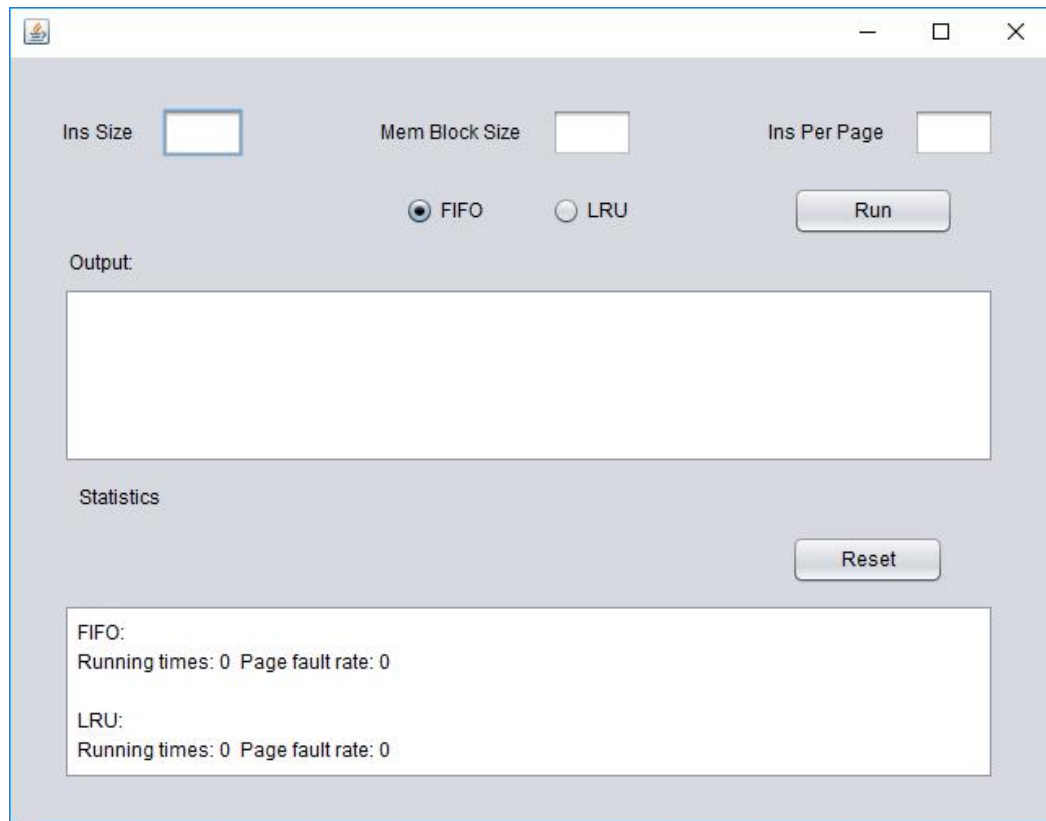 Ins Size Mem Block Size Ins Per Page
FIFO LRU Run
Output:
Statistics
Reset
FIFO:
Running times: 0 Page fault rate: 0
LRU:
Running times: 0 Page fault rate: 0